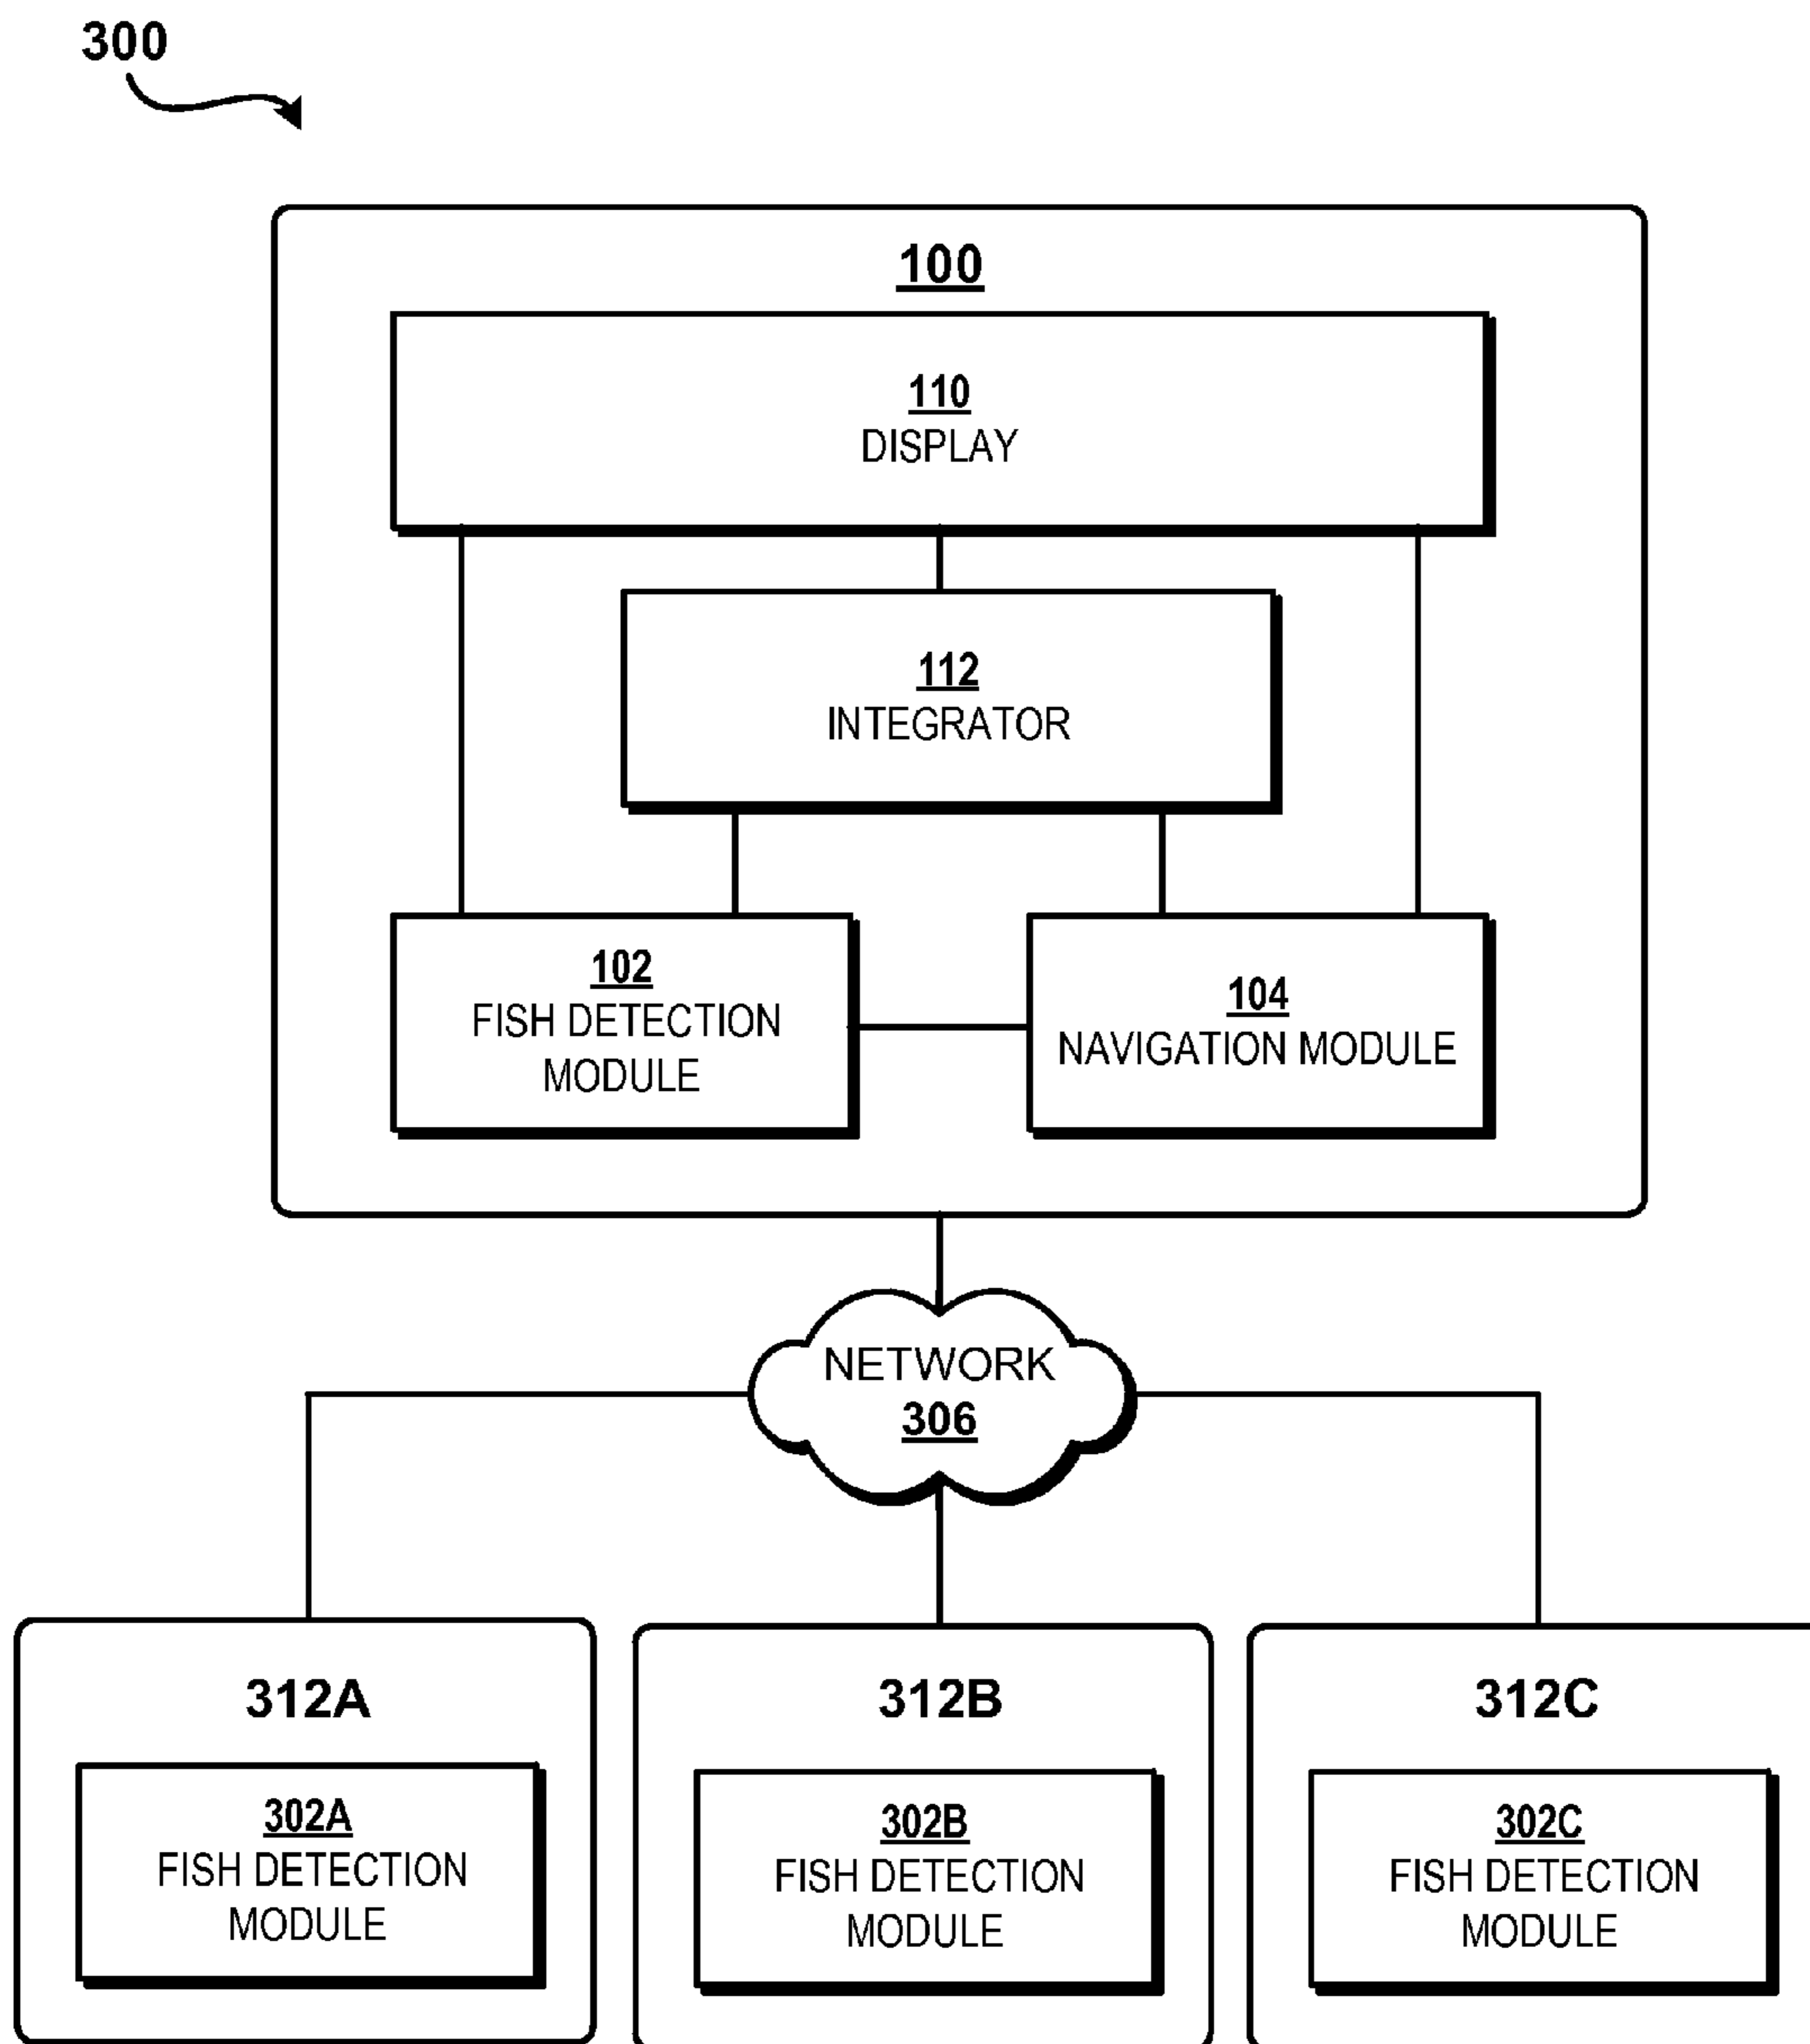 300
100
110
DISPLAY
112
INTEGRATOR
102
FISH DETECTION
MODULE
104
NAVIGATION MODULE
NETWORK
306
312A
302A
FISH DETECTION
MODULE
312B
302B
FISH DETECTION
MODULE
312C
302C
FISH DETECTION
MODULE